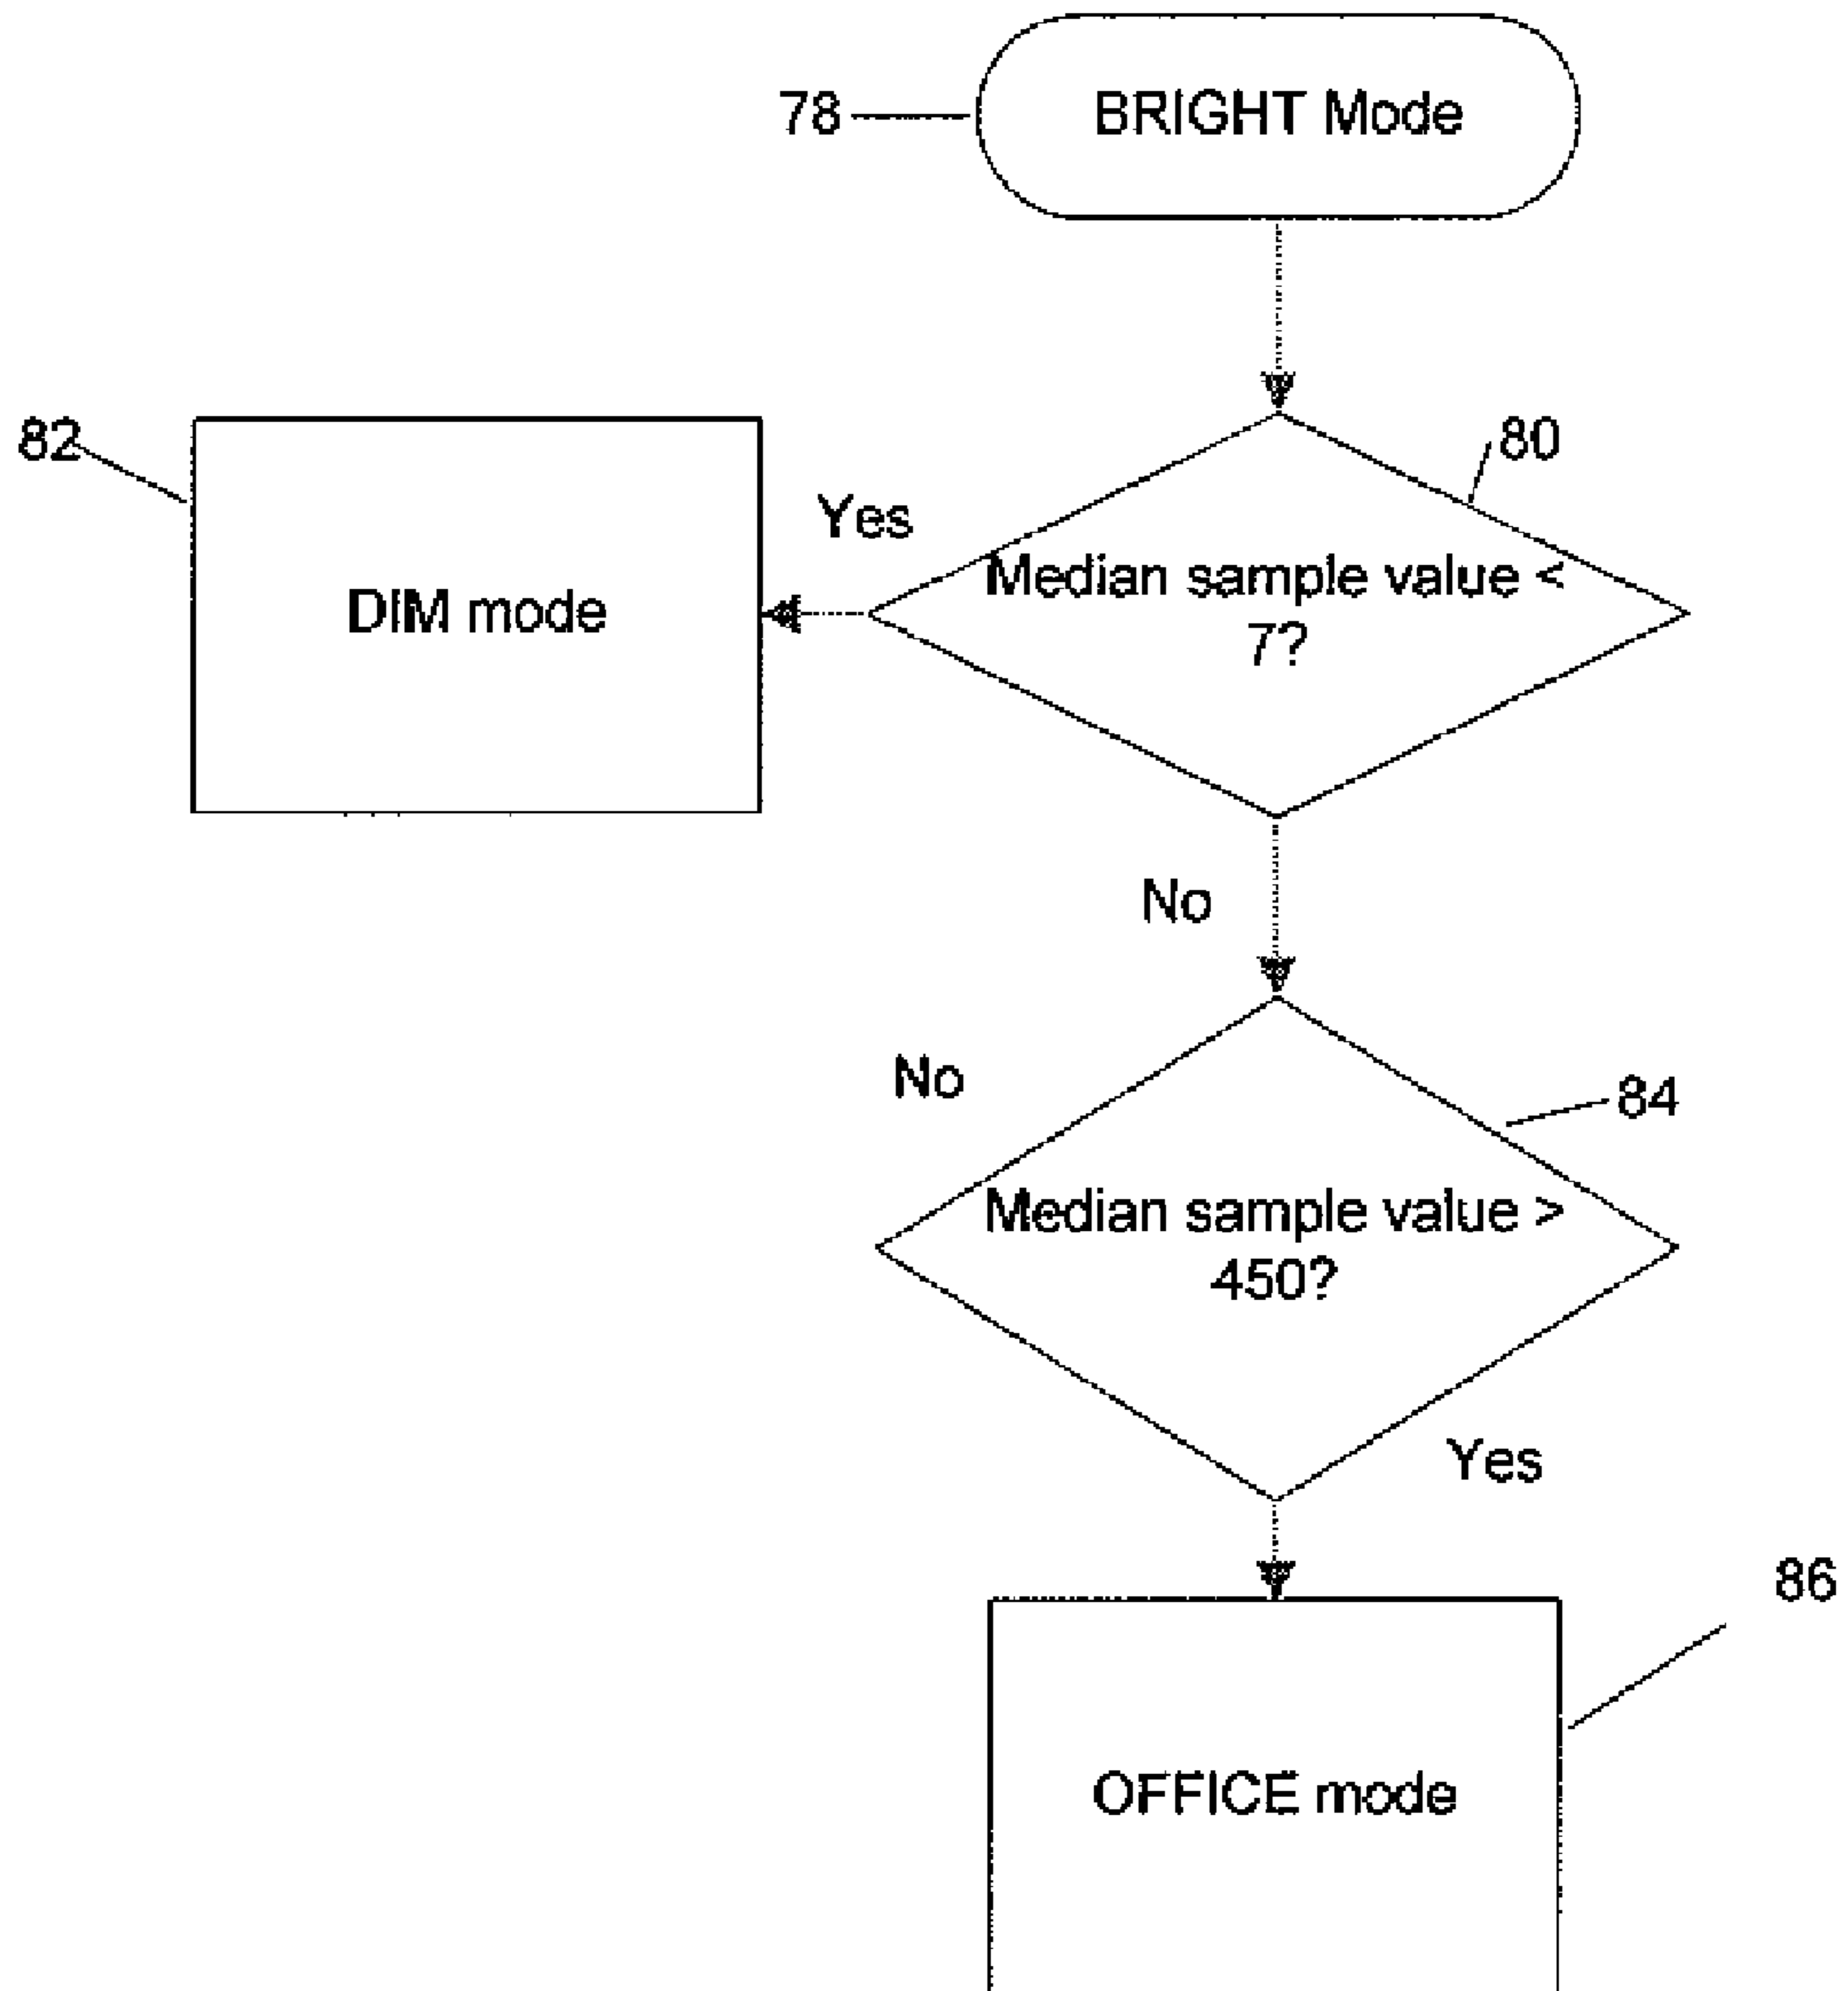 78
BRIGHT Mode
82
80
Yes
Median sample value <
7?
DIM mode
No
No
84
Median sample value >
450?
Yes
86
OFFICE mode